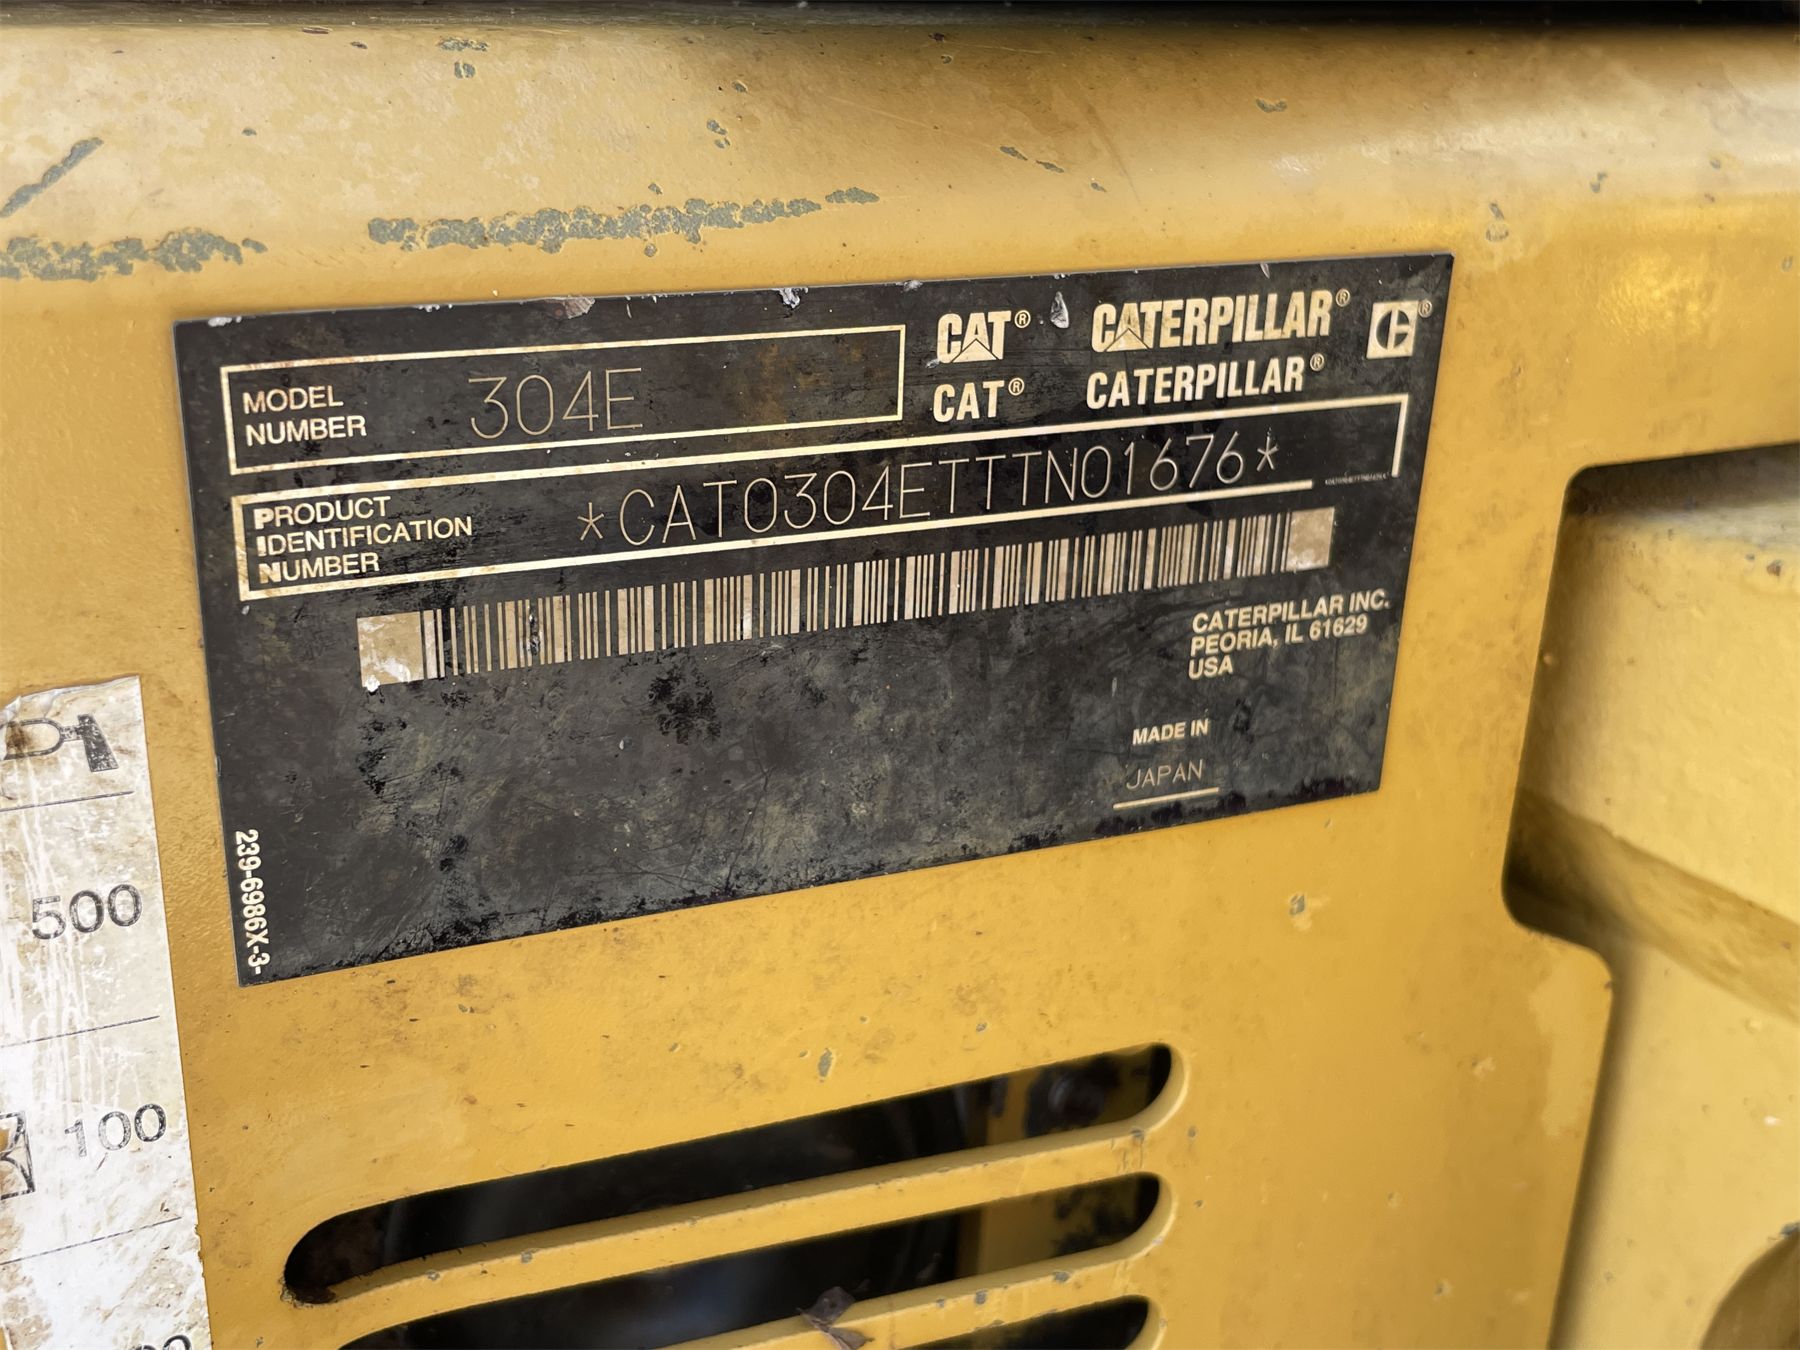 CAT® CATERPILLAR®
CAT® CATERPILLAR®
MODEL
NUMBER
304E
PRODUCT
IDENTIFICATION
NUMBER
*CAT0304ETTTN01676*
CATERPILLAR INC.
PEORIA, IL 61629
USA
MADE IN
JAPAN
239-6986X-3-
500
100